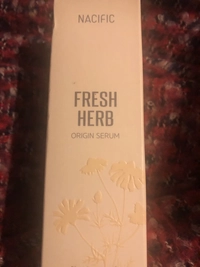 NACIFIC
FRESH
HERB
ORIGIN SERUM